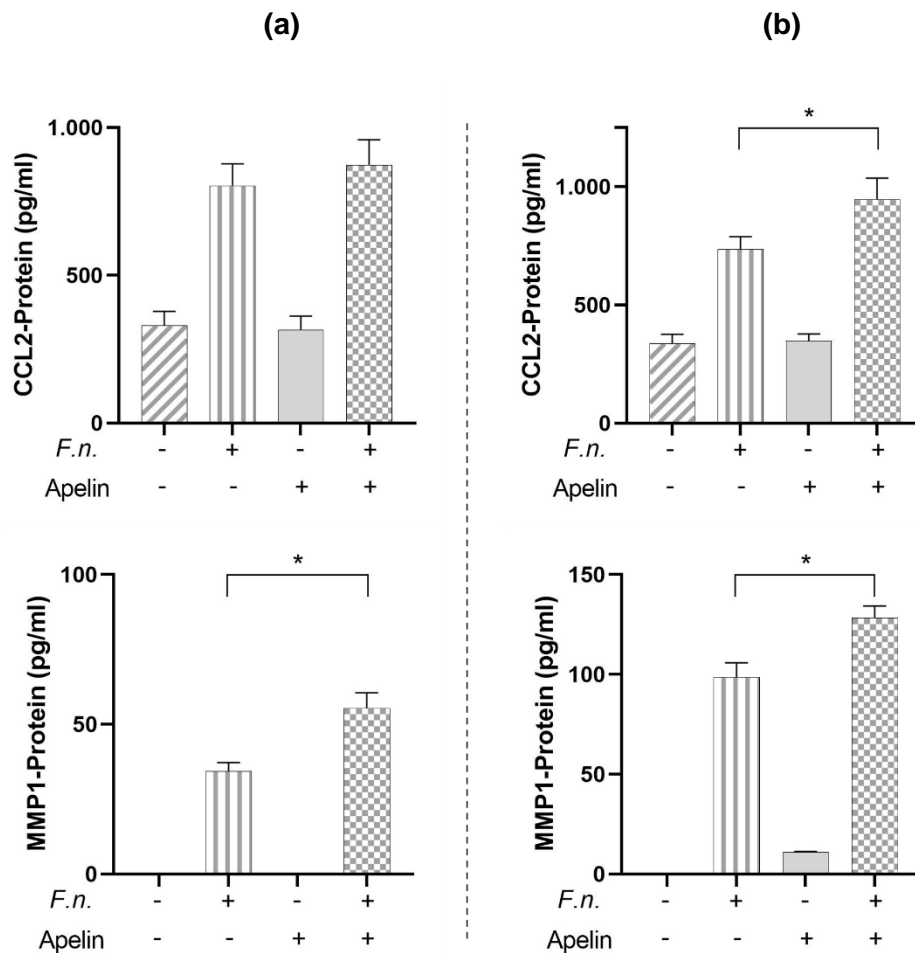 (a)
CCL2-Protein (pg/ml)
1.000
500
0
F.n. - + - +
Apelin - - + +
(b)
*
CCL2-Protein (pg/ml)
1.000
500
0
F.n. - + - +
Apelin - - + +
*
MMP1-Protein (pg/ml)
100
50
0
F.n. - + - +
Apelin - - + +
*
MMP1-Protein (pg/ml)
150
100
50
0
F.n. - + - +
Apelin - - + +